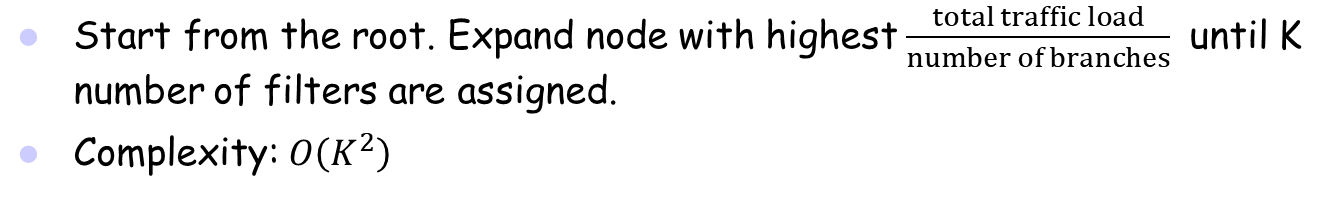 • Start from the root. Expand node with highest total traffic load / number of branches until K
number of filters are assigned.
• Complexity: O(K²)